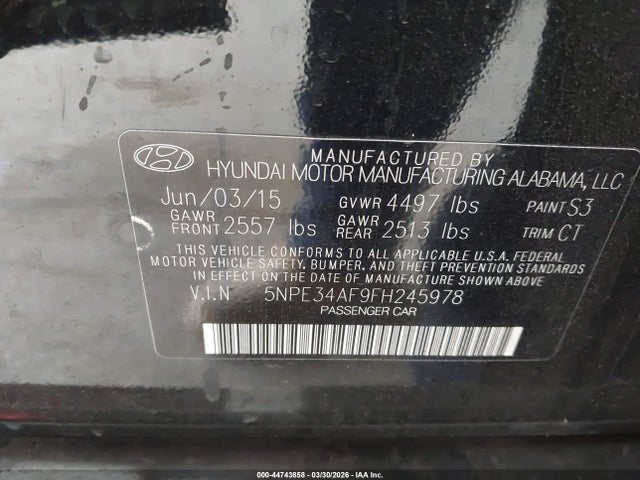 MANUFACTURED BY
HYUNDAI MOTOR MANUFACTURING ALABAMA, LLC
Jun/03/15 GVWR 4497 lbs PAINT S3
GAWR FRONT 2557 lbs GAWR REAR 2513 lbs TRIM CT
THIS VEHICLE CONFORMS TO ALL APPLICABLE U.S.A. FEDERAL
MOTOR VEHICLE SAFETY, BUMPER, AND THEFT PREVENTION STANDARDS
IN EFFECT ON THE DATE OF MANUFACTURE SHOWN ABOVE.
V.I.N 5NPE34AF9FH245978
PASSENGER CAR
000-44743858 - 03/30/2026 - IAA Inc.